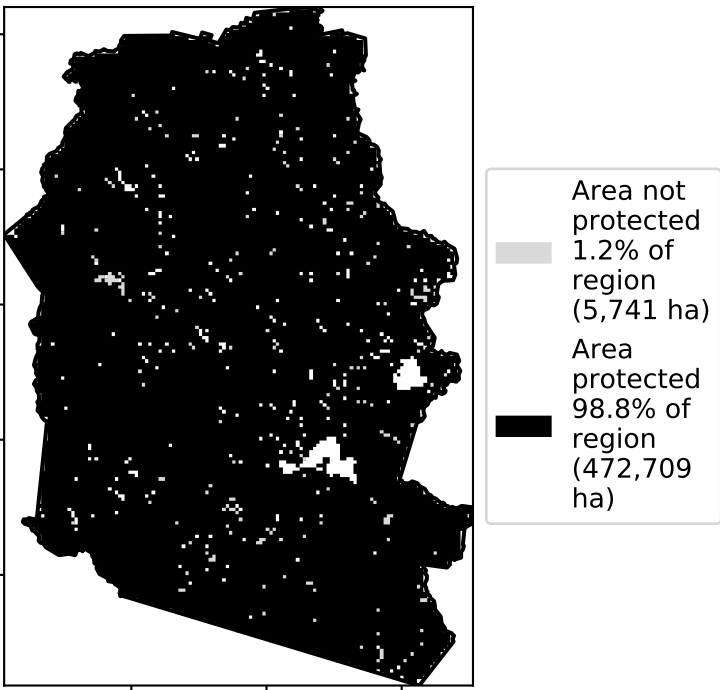 Area not
protected
1.2% of
region
(5,741 ha)
Area
protected
98.8% of
region
(472,709
ha)